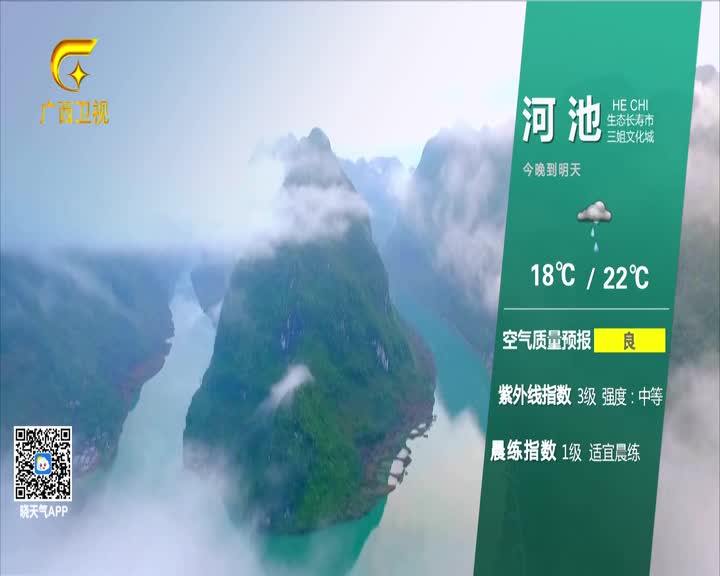 广西卫视
河池
HE CHI
生态长寿市
三姐文化城
今晚到明天
18℃ / 22℃
空气质量预报 良
紫外线指数 3级 强度:中等
晨练指数 1级 适宜晨练
晓天气APP